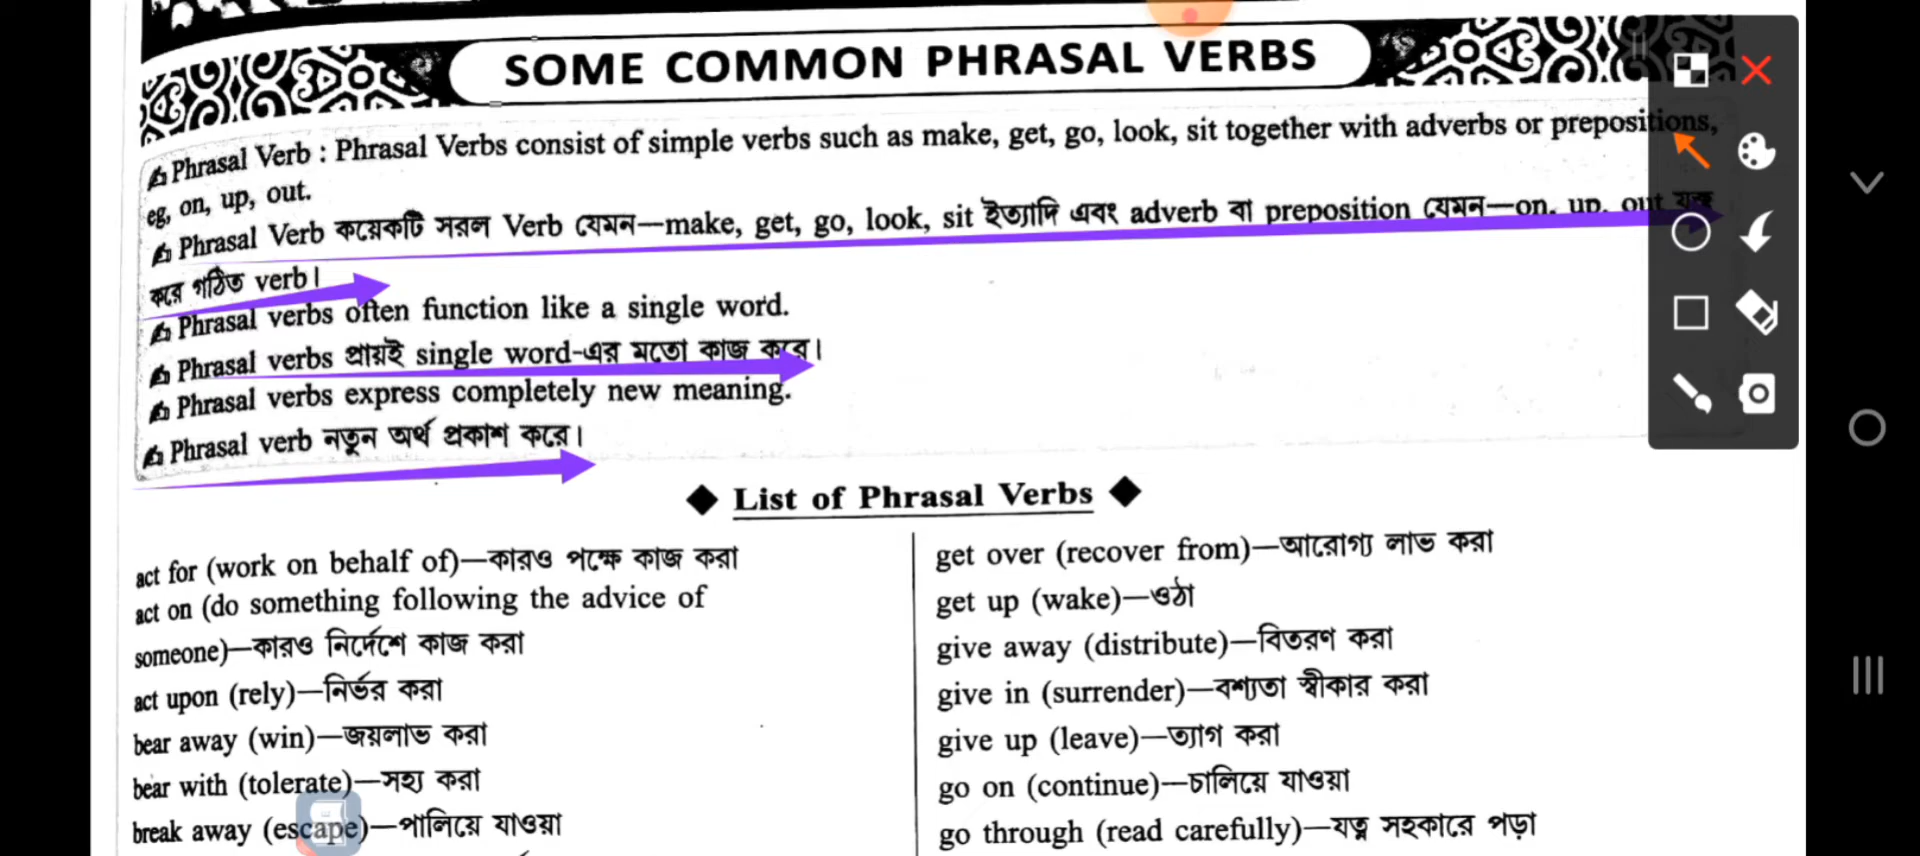 SOME COMMON PHRASAL VERBS
Phrasal Verb : Phrasal Verbs consist of simple verbs such as make, get, go, look, sit together with adverbs or prepositions,
eg, on, up, out.
Phrasal Verb কয়েকটি সরল Verb যেমন—make, get, go, look, sit ইত্যাদি এবং adverb বা preposition যেমন—on, up, out যুক্ত
করে গঠিত verb।
Phrasal verbs often function like a single word.
Phrasal verbs প্রায়ই single word-এর মতো কাজ করে।
Phrasal verbs express completely new meaning.
Phrasal verb নতুন অর্থ প্রকাশ করে।
List of Phrasal Verbs
act for (work on behalf of)—কারও পক্ষে কাজ করা
act on (do something following the advice of
someone)—কারও নির্দেশে কাজ করা
act upon (rely)—নির্ভর করা
bear away (win)—জয়লাভ করা
bear with (tolerate)—সহ্য করা
break away (escape)—পালিয়ে যাওয়া
get over (recover from)—আরোগ্য লাভ করা
get up (wake)—ওঠা
give away (distribute)—বিতরণ করা
give in (surrender)—বশ্যতা স্বীকার করা
give up (leave)—ত্যাগ করা
go on (continue)—চালিয়ে যাওয়া
go through (read carefully)—যত্ন সহকারে পড়া